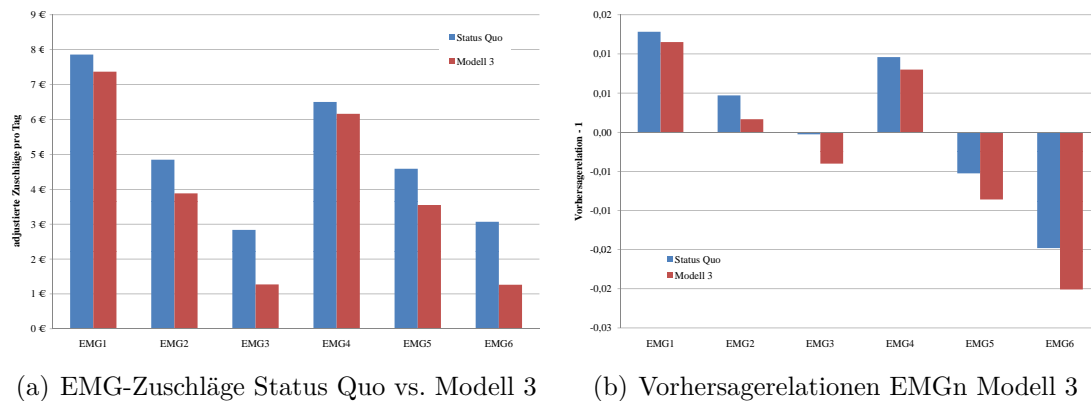 9 €
8 €
7 €
6 €
5 €
4 €
3 €
2 €
1 €
0 €
adjustierte Zuschläge pro Tag
Status Quo
Modell 3
EMG1 EMG2 EMG3 EMG4 EMG5 EMG6
(a) EMG-Zuschläge Status Quo vs. Modell 3
0,02
0,01
0,01
0,00
-0,01
-0,01
-0,02
-0,02
-0,03
Vorhersagerelation - 1
Status Quo
Modell 3
EMG1 EMG2 EMG3 EMG4 EMG5 EMG6
(b) Vorhersagerelationen EMGn Modell 3